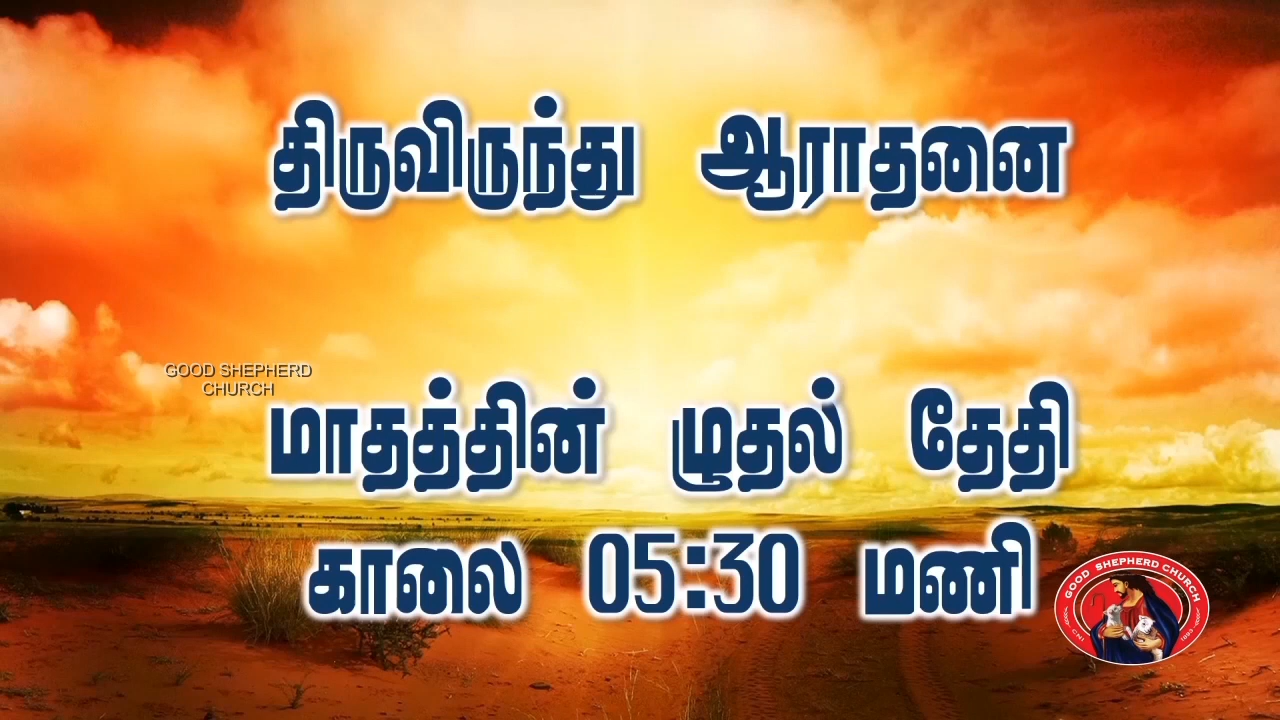 திருவிருந்து ஆராதனை
GOOD SHEPHERD
CHURCH
மாதத்தின் முதல் தேதி
காலை 05:30 மணி
GOOD SHEPHERD CHURCH